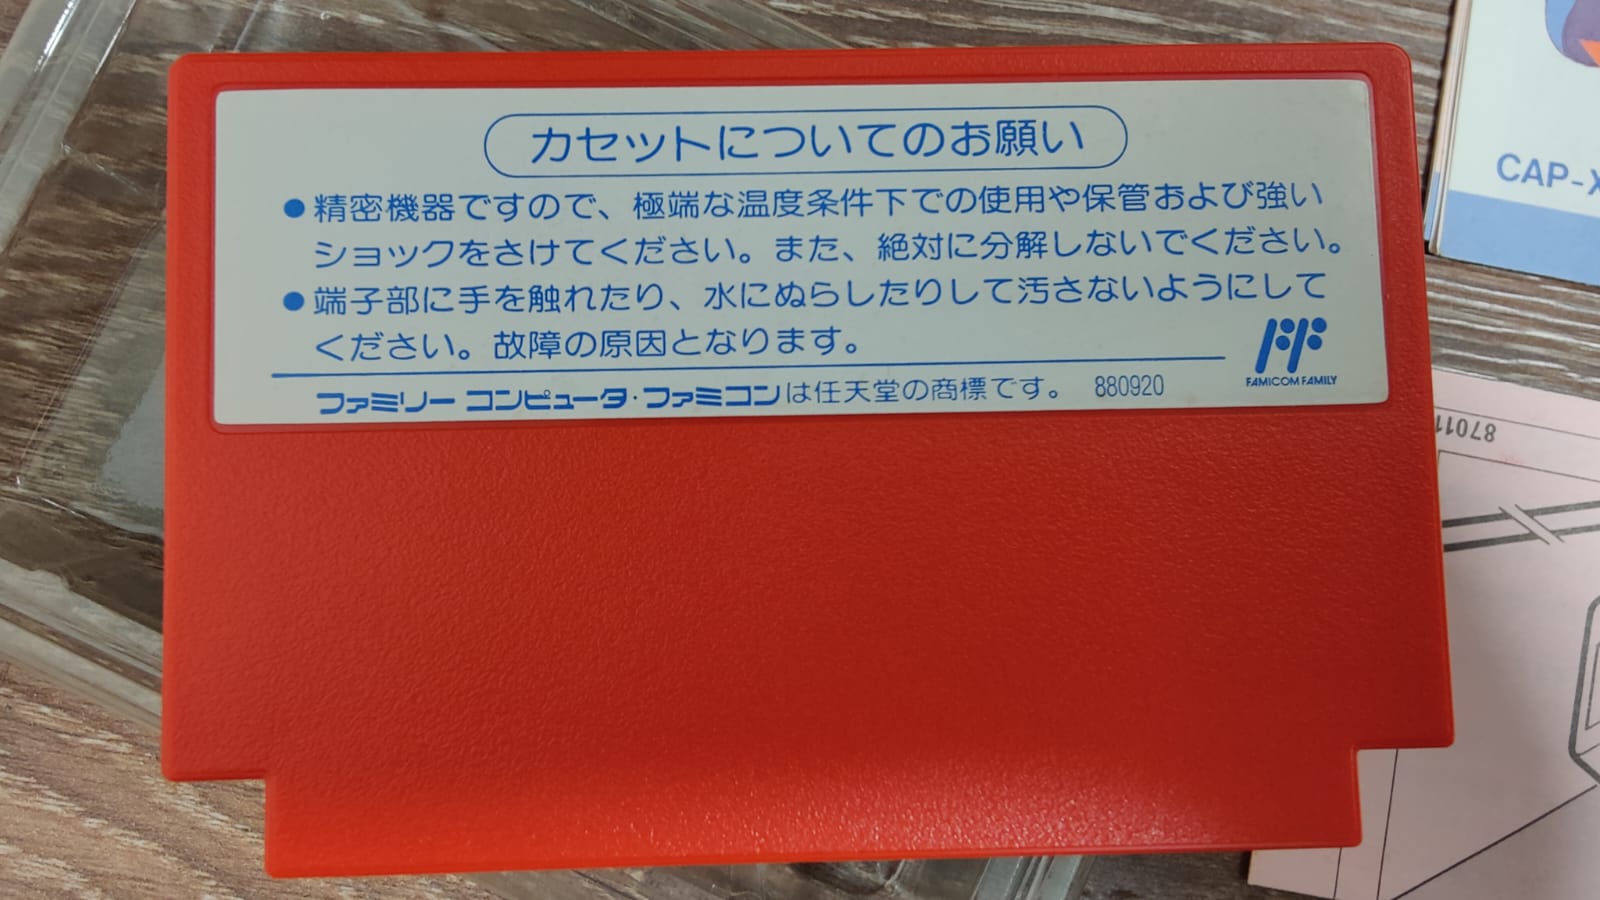 カセットについてのお願い
●精密機器ですので、極端な温度条件下での使用や保管および強い
ショックをさけてください。また、絶対に分解しないでください。
●端子部に手を触れたり、水にぬらしたりして汚さないようにして
ください。故障の原因となります。
FAMICOM FAMILY
ファミリー コンピュータ・ファミコンは任天堂の商標です。 880920
CAP-X
87011